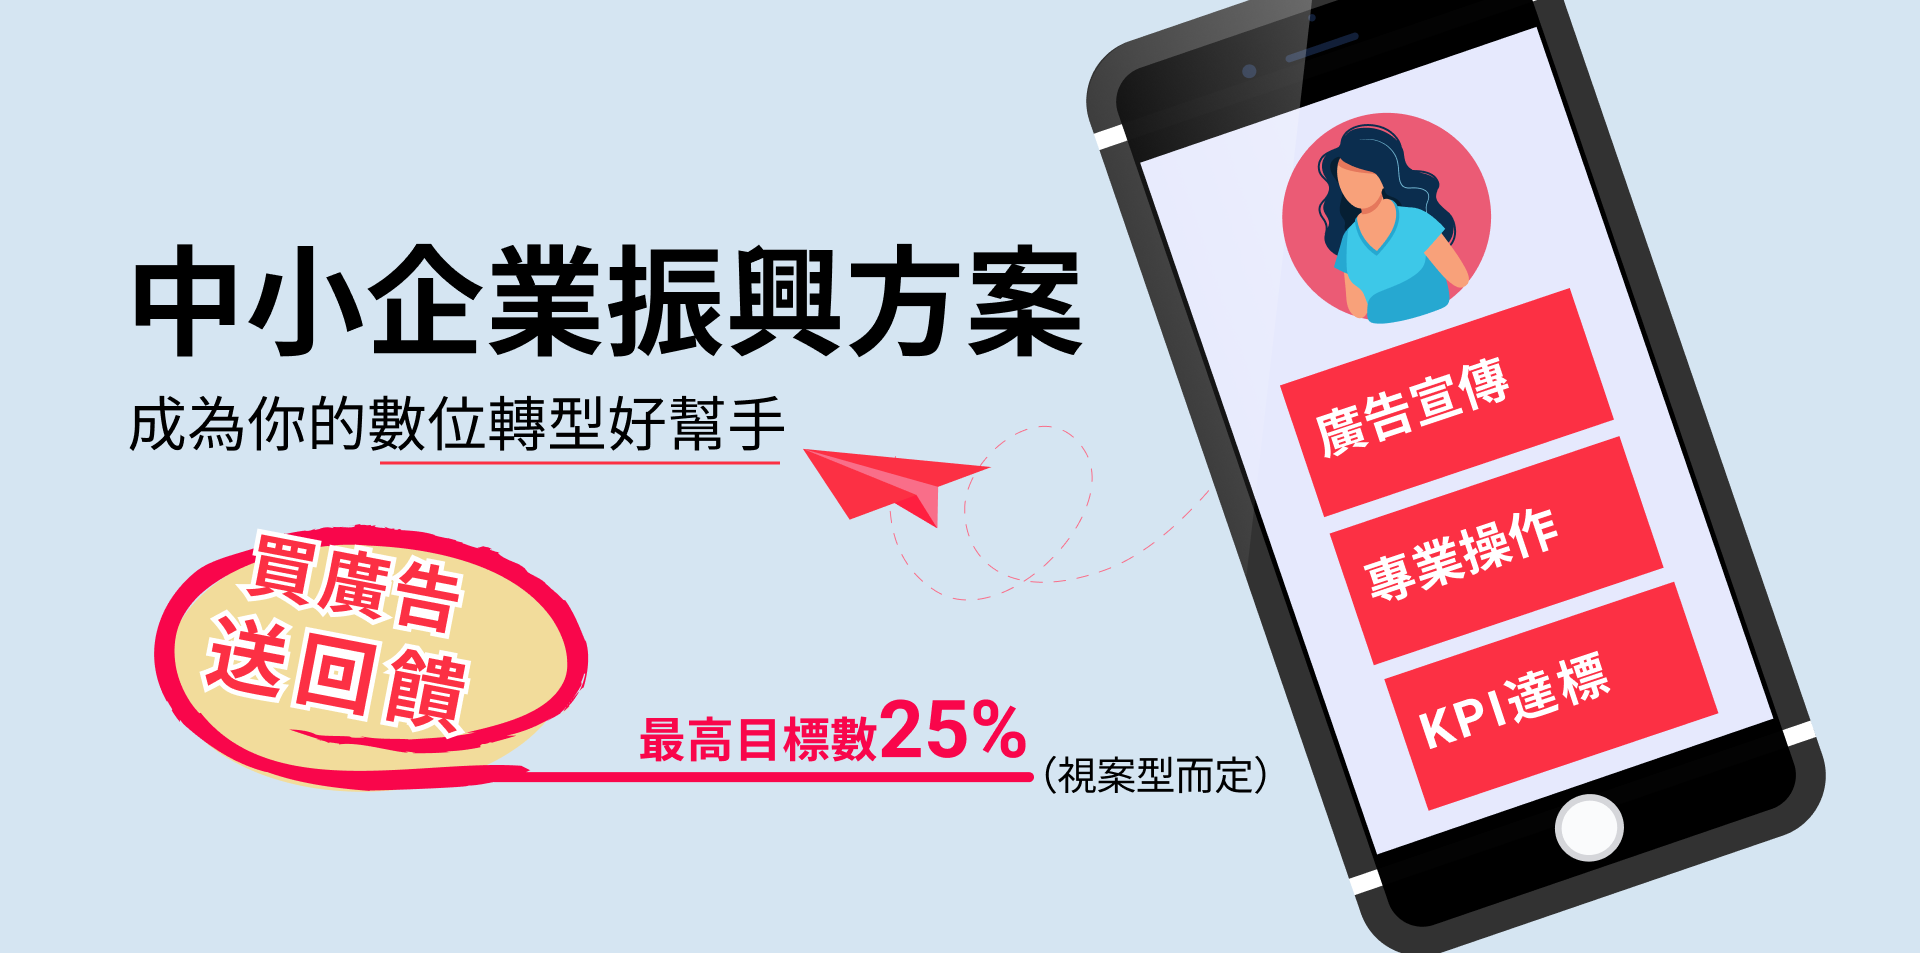 中小企業振興方案
成為你的數位轉型好幫手
買廣告
送回饋
最高目標數25%
（視案型而定）
廣告宣傳
專業操作
KPI達標